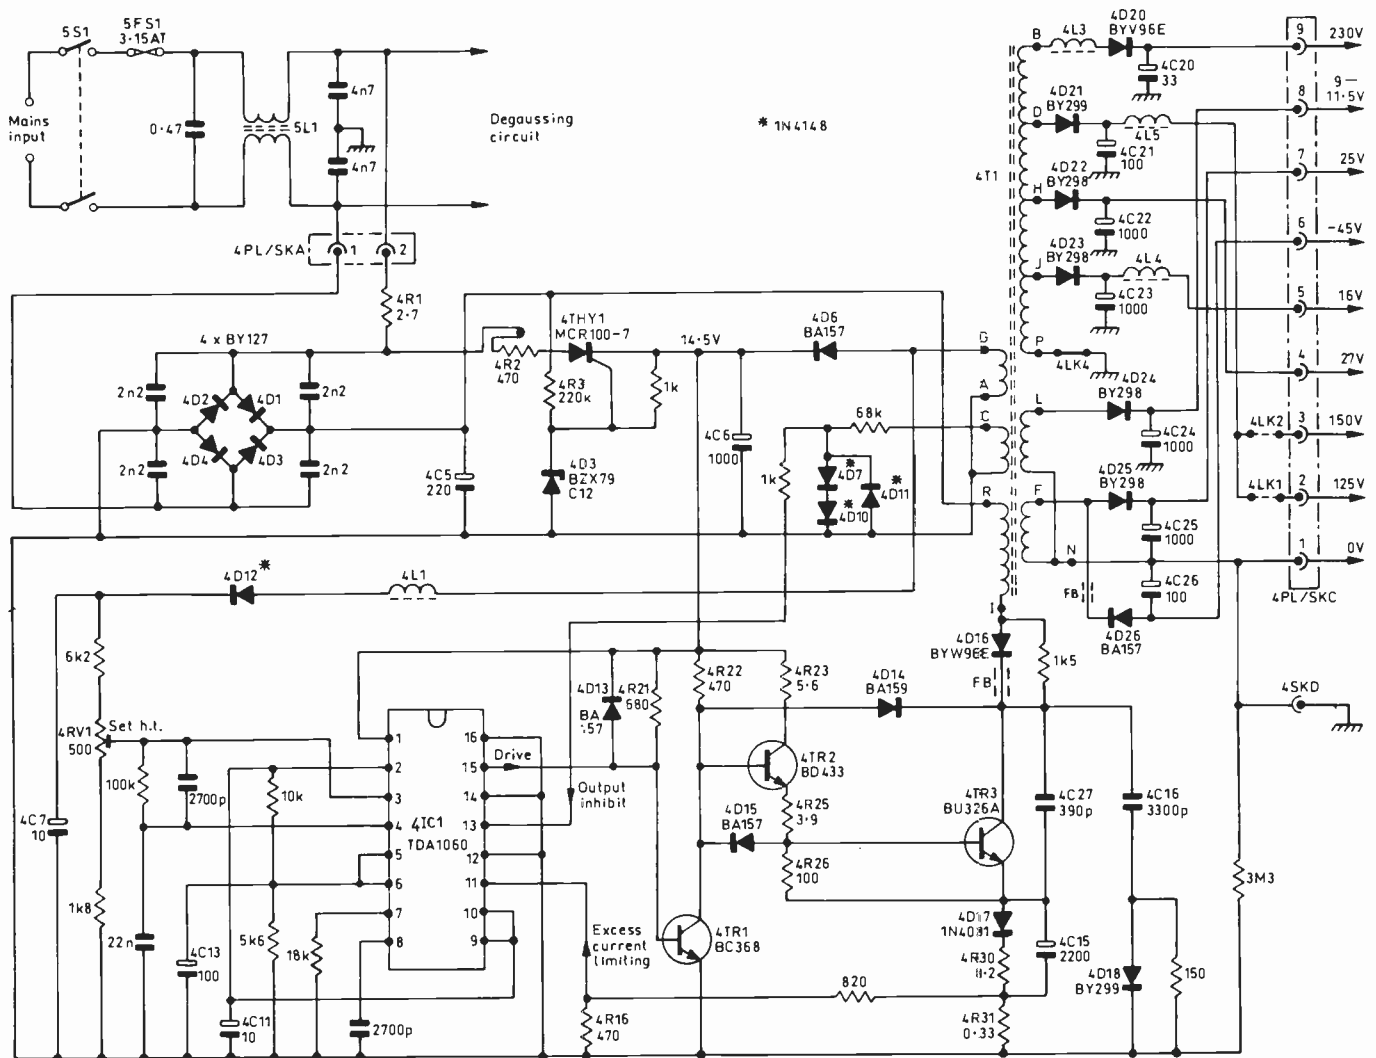 5S1
5FS1
3·15AT
Mains
input
0·47
5L1
4n7
4n7
Degaussing
circuit
* 1N4148
4PL/SKA
1
2
4R1
2·7
4 x BY127
2n2
2n2
2n2
2n2
4D2
4D1
4D4
4D3
4THY1
MCR100-7
4R2
470
4R3
220k
1k
14·5V
4D6
BA157
4C5
220
4D3
BZX79
C12
4C6
1000
68k
1k
4D7
*
4D10
*
4D11
*
G
A
C
R
I
4T1
B
D
H
J
P
L
F
N
4L3
4D20
BYV96E
4C20
33
4D21
BY299
4L5
4C21
100
4D22
BY298
4C22
1000
4D23
BY298
4L4
4C23
1000
4LK4
4D24
BY298
4C24
1000
4D25
BY298
4C25
1000
4C26
100
FB
4D26
BA157
4LK2
4LK1
9
230V
8
9—
11·5V
7
25V
6
-45V
5
16V
4
27V
3
150V
2
125V
1
0V
4PL/SKC
4SKD
4D12 *
4L1
6k2
4RV1
500
Set h.t.
100k
2700p
10k
4C7
10
1k8
22n
4C13
100
5k6
18k
4C11
10
2700p
4IC1
TDA1060
1
2
3
4
5
6
7
8
16
15
14
13
12
11
10
9
Drive
Output
inhibit
Excess
current
limiting
4D13
BA
157
4R21
680
4R22
470
4R23
5·6
4D14
BA159
4D16
BYW96E
FB
1k5
4TR2
BD433
4D15
BA157
4R25
3·9
4R26
100
4TR3
BU326A
4C27
390p
4C16
3300p
4TR1
BC368
4D17
4R30
4C15
2200
4D18
BY299
150
3M3
820
4R16
470
4R31
0·33